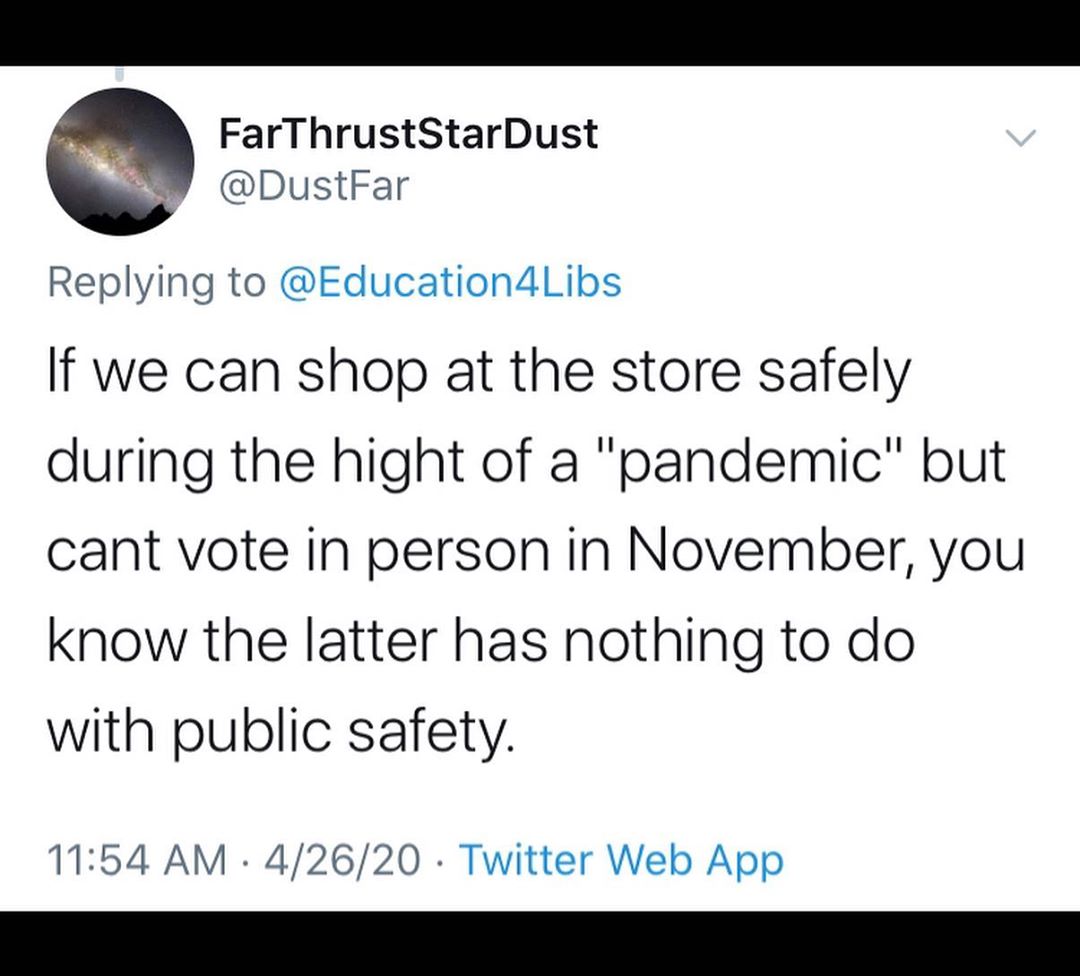 FarThrustStarDust
@DustFar
Replying to @Education4Libs
If we can shop at the store safely
during the hight of a "pandemic" but
cant vote in person in November, you
know the latter has nothing to do
with public safety.
11:54 AM · 4/26/20 · Twitter Web App